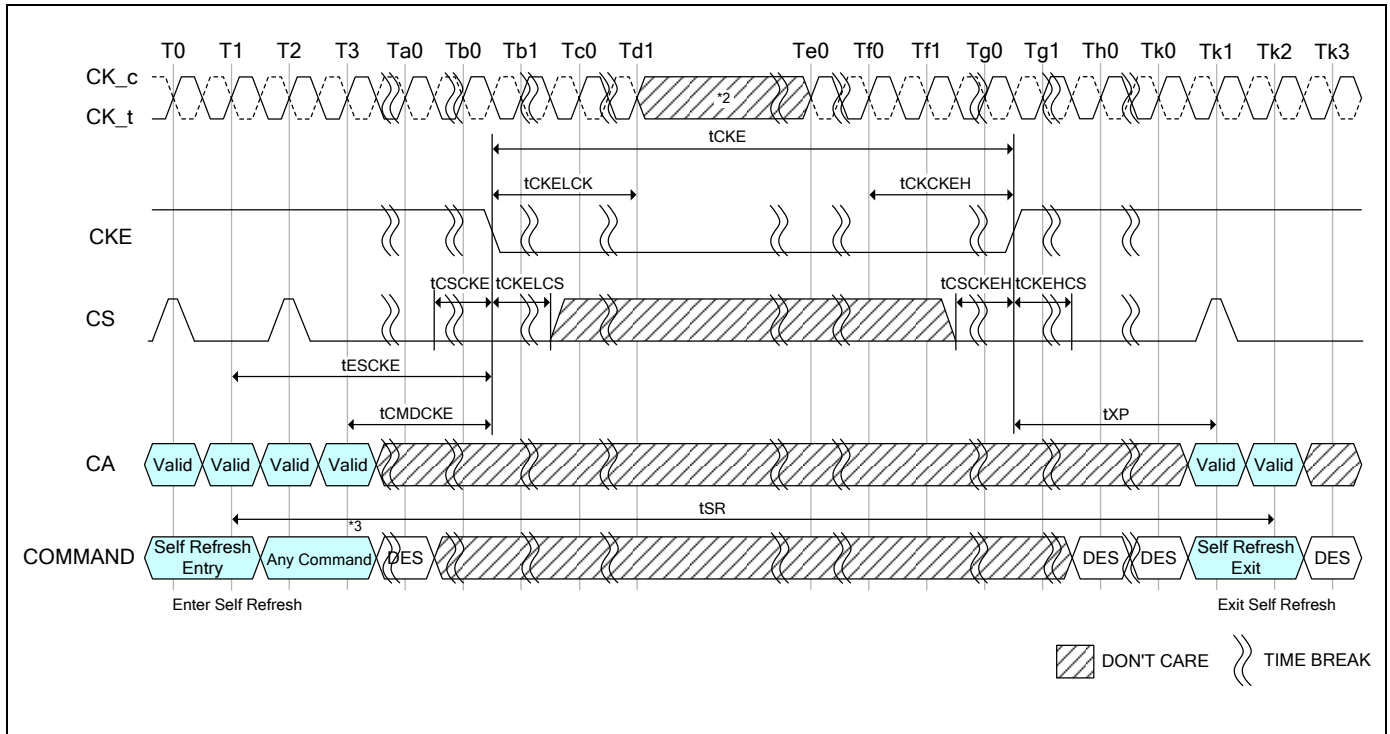 T0 T1 T2 T3 Ta0 Tb0 Tb1 Tc0 Td1 Te0 Tf0 Tf1 Tg0 Tg1 Th0 Tk0 Tk1 Tk2 Tk3
CK_c
*2
CK_t
tCKE
tCKELCK tCKCKEH
CKE
tCSCKE tCKELCS tCSCKEH tCKEHCS
CS
tESCKE
tCMDCKE tXP
CA Valid Valid Valid Valid Valid Valid
tSR
*3
COMMAND Self Refresh Entry Any Command DES DES DES Self Refresh Exit DES
Enter Self Refresh Exit Self Refresh
DON'T CARE TIME BREAK